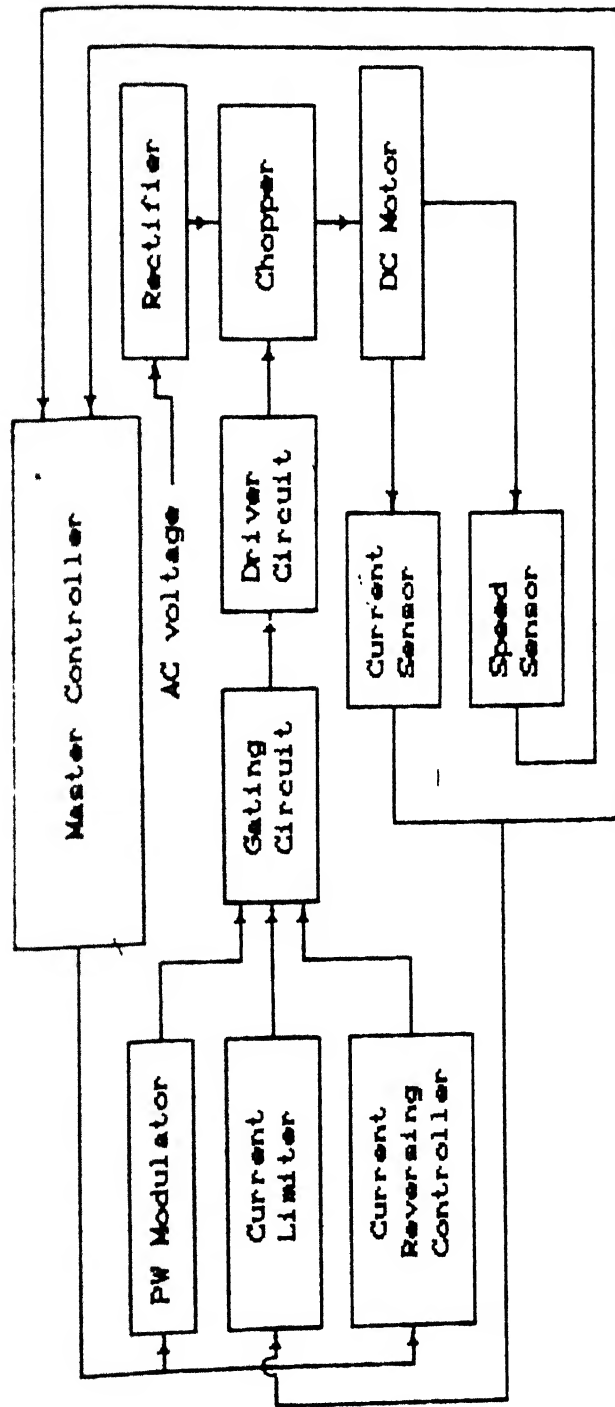 Master Controller
AC voltage
PW Modulator
Current
Limiter
Current
Reversing
Controller
Gating
Circuit
Driver
Circuit
Rectifier
Chopper
DC Motor
Current
Sensor
Speed
Sensor